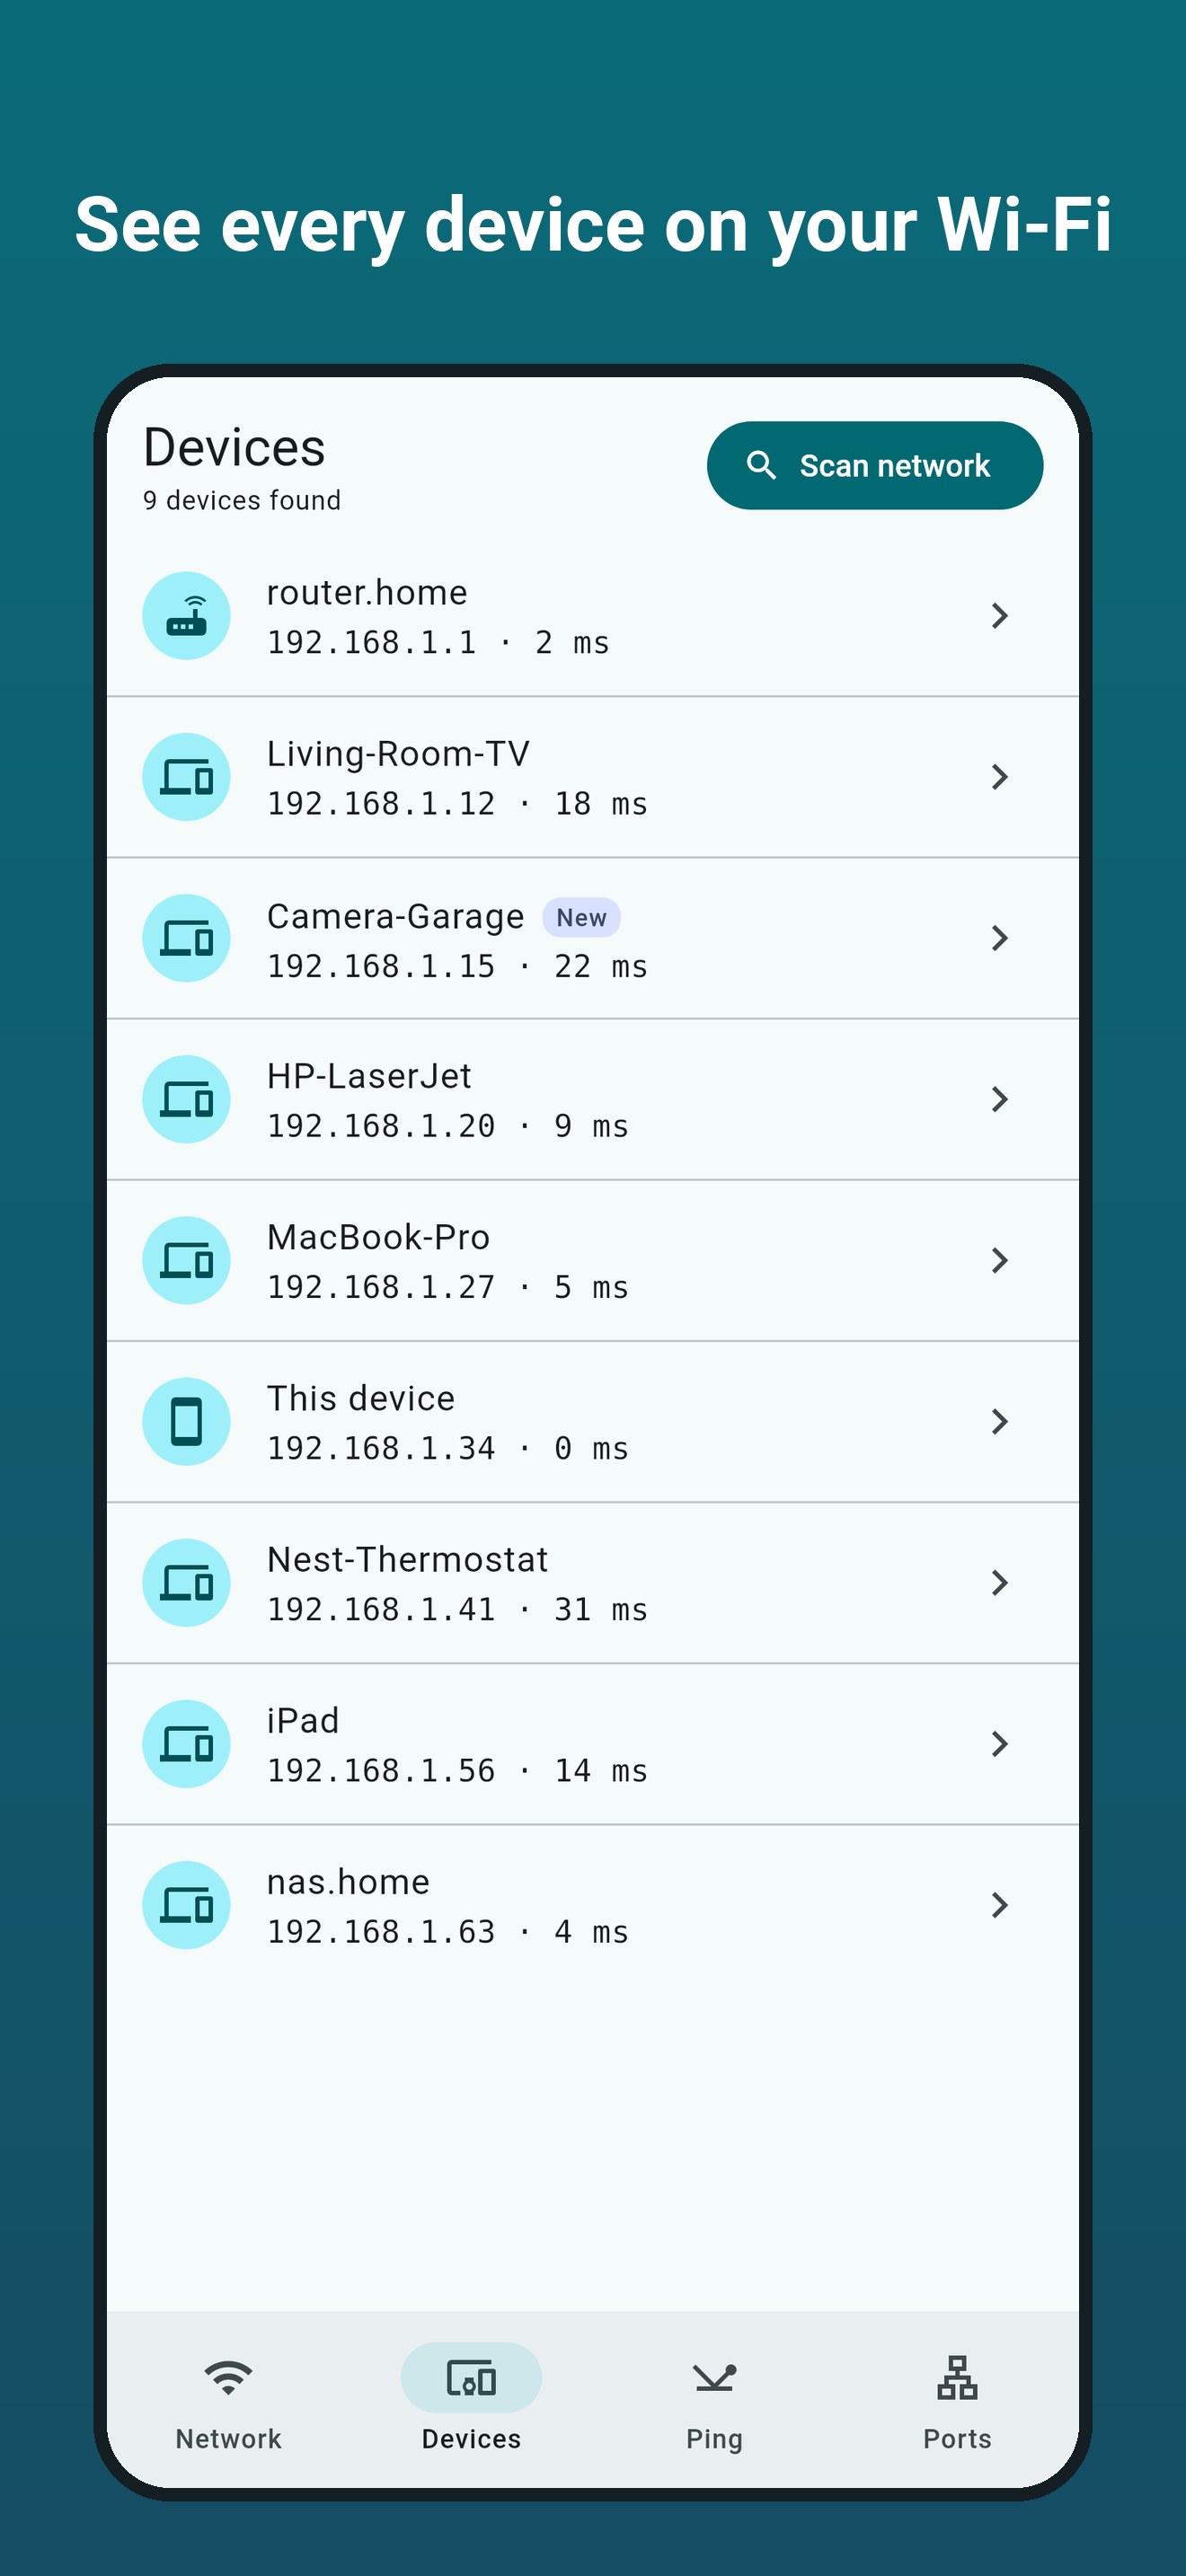 See every device on your Wi-Fi
Devices
9 devices found
Scan network
router.home
192.168.1.1 · 2 ms
Living-Room-TV
192.168.1.12 · 18 ms
Camera-Garage New
192.168.1.15 · 22 ms
HP-LaserJet
192.168.1.20 · 9 ms
MacBook-Pro
192.168.1.27 · 5 ms
This device
192.168.1.34 · 0 ms
Nest-Thermostat
192.168.1.41 · 31 ms
iPad
192.168.1.56 · 14 ms
nas.home
192.168.1.63 · 4 ms
Network Devices Ping Ports